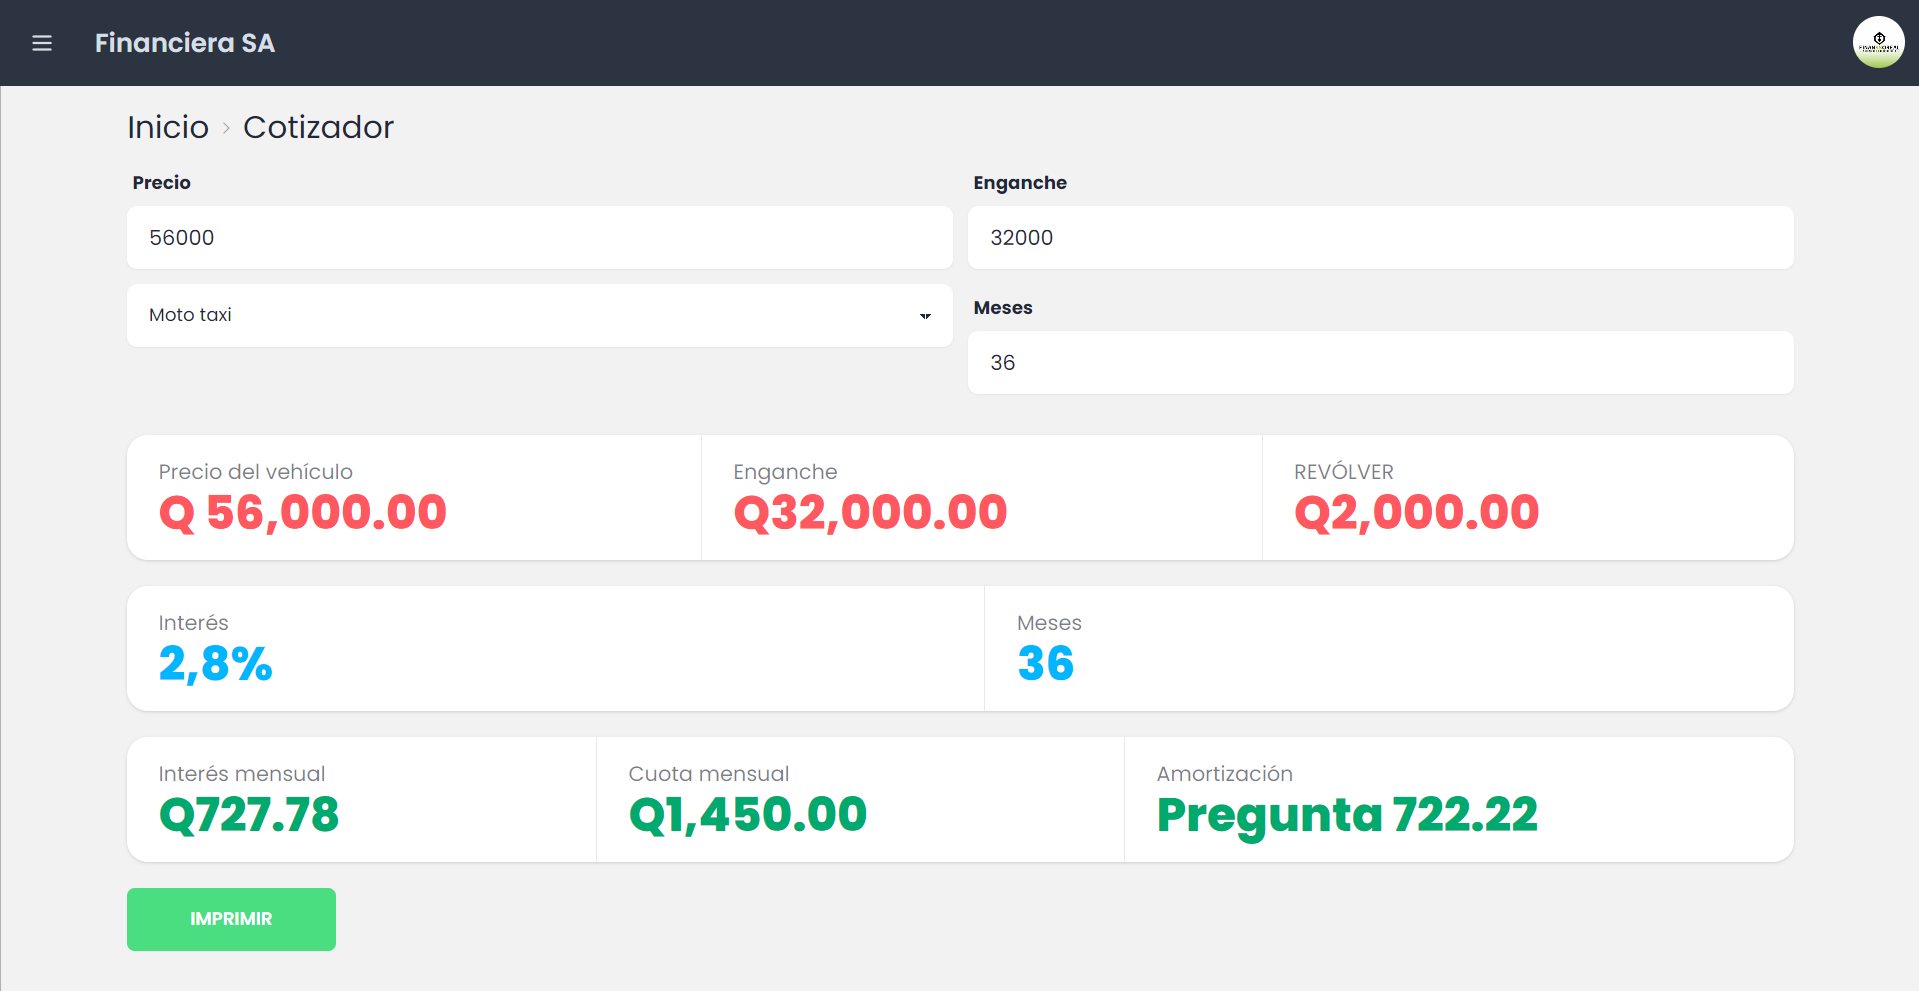 Financiera SA
Inicio > Cotizador
Precio
56000
Enganche
32000
Moto taxi
Meses
36
Precio del vehículo
Q 56,000.00
Enganche
Q32,000.00
REVÓLVER
Q2,000.00
Interés
2,8%
Meses
36
Interés mensual
Q727.78
Cuota mensual
Q1,450.00
Amortización
Pregunta 722.22
IMPRIMIR